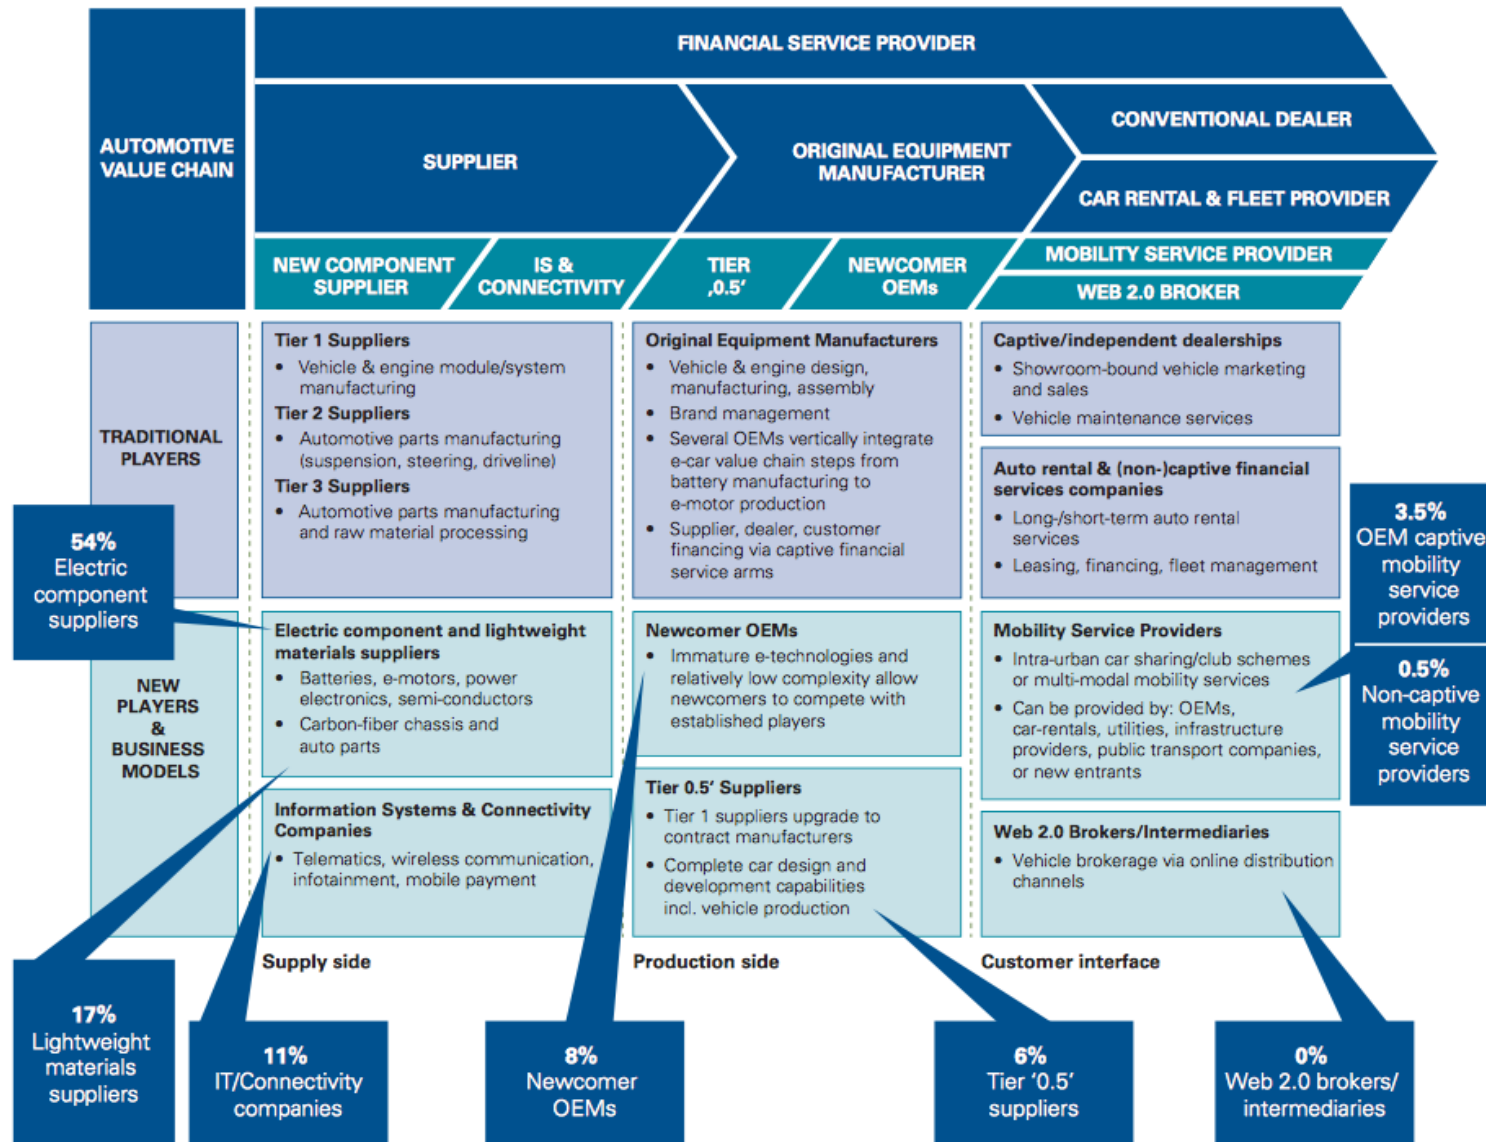 FINANCIAL SERVICE PROVIDER
AUTOMOTIVE
VALUE CHAIN
SUPPLIER
ORIGINAL EQUIPMENT
MANUFACTURER
CONVENTIONAL DEALER
CAR RENTAL & FLEET PROVIDER
NEW COMPONENT
SUPPLIER
IS &
CONNECTIVITY
TIER
‚0.5‘
NEWCOMER
OEMs
MOBILITY SERVICE PROVIDER
WEB 2.0 BROKER
TRADITIONAL
PLAYERS
Tier 1 Suppliers
• Vehicle & engine module/system
manufacturing
Tier 2 Suppliers
• Automotive parts manufacturing
(suspension, steering, driveline)
Tier 3 Suppliers
• Automotive parts manufacturing
and raw material processing
Original Equipment Manufacturers
• Vehicle & engine design,
manufacturing, assembly
• Brand management
• Several OEMs vertically integrate
e-car value chain steps from
battery manufacturing to
e-motor production
• Supplier, dealer, customer
financing via captive financial
service arms
Captive/independent dealerships
• Showroom-bound vehicle marketing
and sales
• Vehicle maintenance services
Auto rental & (non-)captive financial
services companies
• Long-/short-term auto rental
services
• Leasing, financing, fleet management
54%
Electric
component
suppliers
3.5%
OEM captive
mobility
service
providers
0.5%
Non-captive
mobility
service
providers
NEW
PLAYERS
&
BUSINESS
MODELS
Electric component and lightweight
materials suppliers
• Batteries, e-motors, power
electronics, semi-conductors
• Carbon-fiber chassis and
auto parts
Information Systems & Connectivity
Companies
• Telematics, wireless communication,
infotainment, mobile payment
Newcomer OEMs
• Immature e-technologies and
relatively low complexity allow
newcomers to compete with
established players
Tier 0.5’ Suppliers
• Tier 1 suppliers upgrade to
contract manufacturers
• Complete car design and
development capabilities
incl. vehicle production
Mobility Service Providers
• Intra-urban car sharing/club schemes
or multi-modal mobility services
• Can be provided by: OEMs,
car-rentals, utilities, infrastructure
providers, public transport companies,
or new entrants
Web 2.0 Brokers/Intermediaries
• Vehicle brokerage via online distribution
channels
Supply side
Production side
Customer interface
17%
Lightweight
materials
suppliers
11%
IT/Connectivity
companies
8%
Newcomer
OEMs
6%
Tier ‘0.5’
suppliers
0%
Web 2.0 brokers/
intermediaries